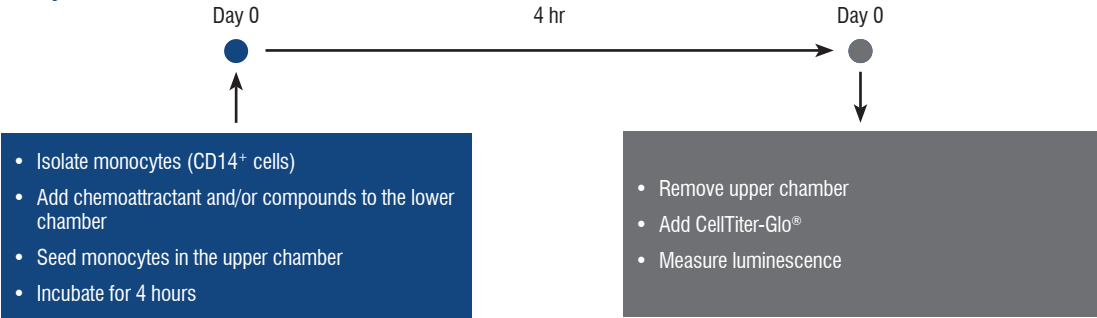 Day 0
4 hr
Day 0
• Isolate monocytes (CD14⁺ cells)
• Add chemoattractant and/or compounds to the lower
chamber
• Seed monocytes in the upper chamber
• Incubate for 4 hours
• Remove upper chamber
• Add CellTiter-Glo®
• Measure luminescence